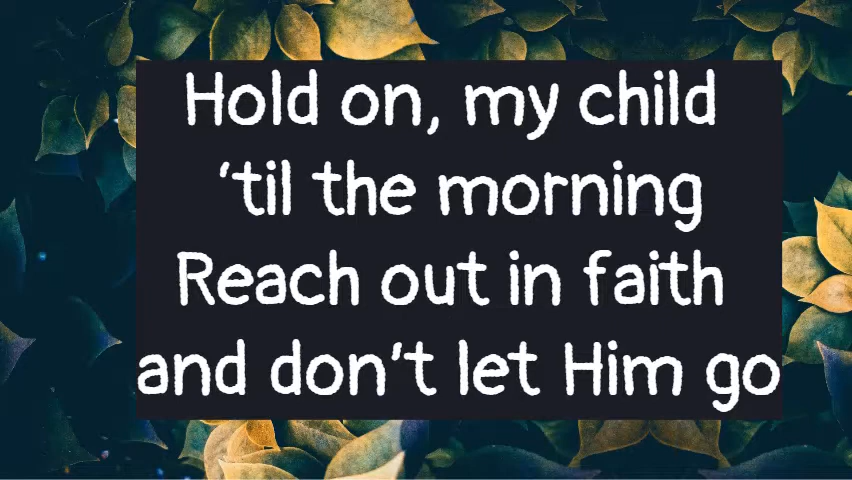 Hold on, my child
‘til the morning
Reach out in faith
and don’t let Him go